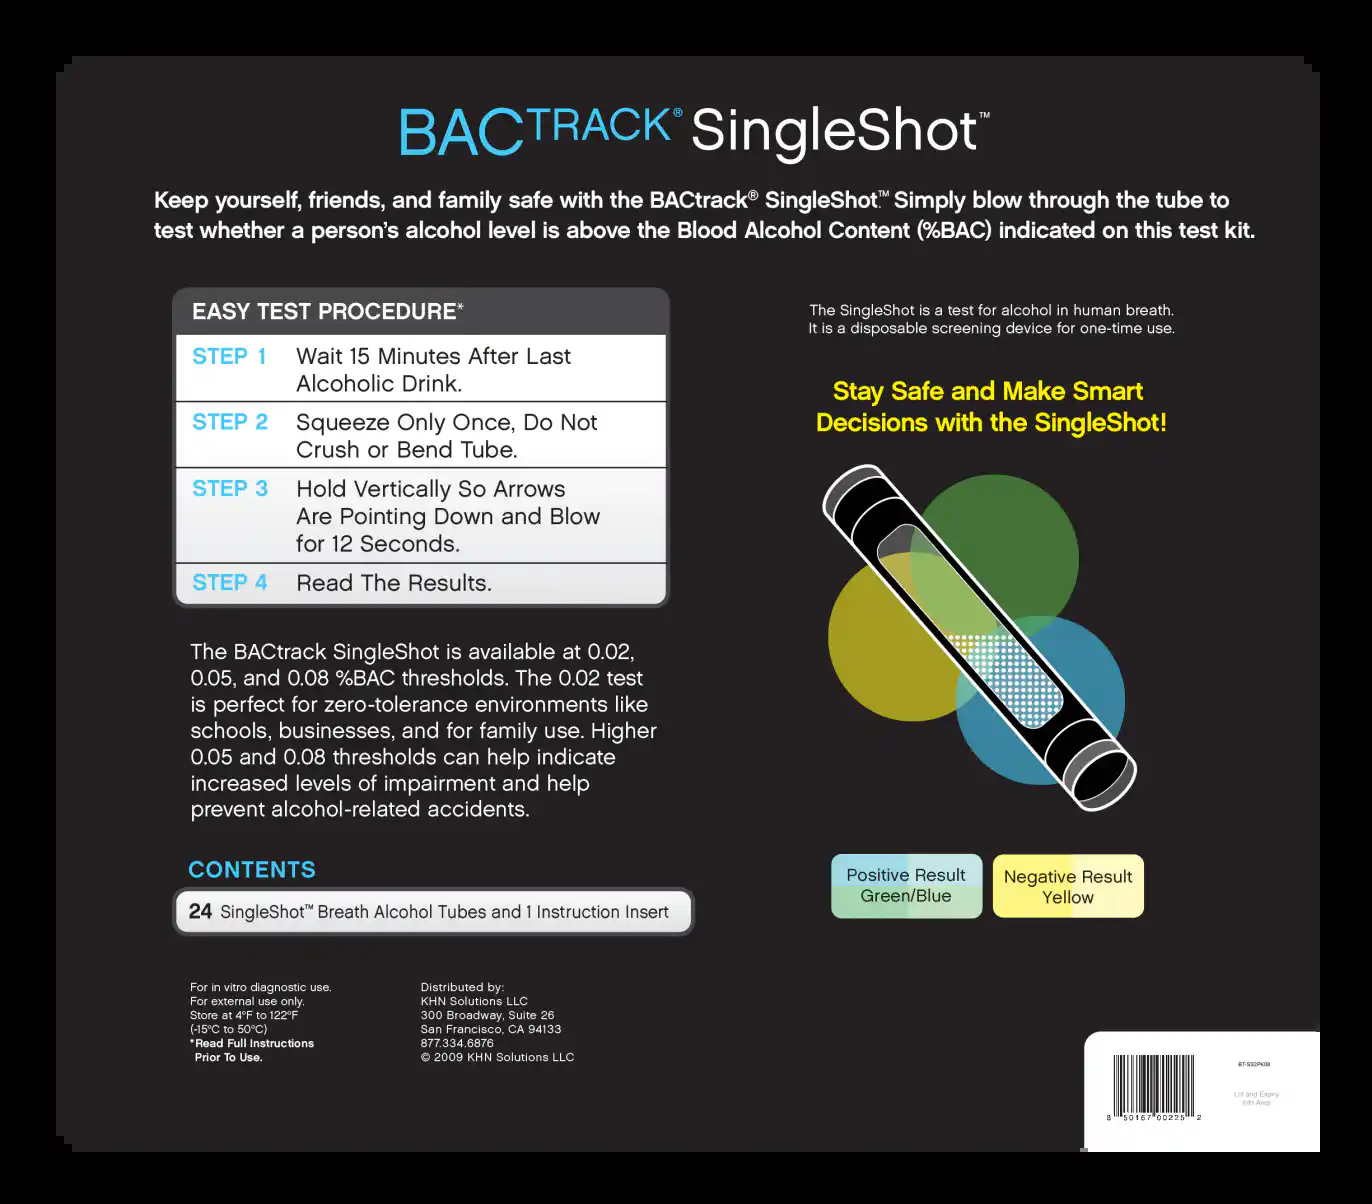 BACTRACK® SingleShot™
Keep yourself, friends, and family safe with the BACtrack® SingleShot.™ Simply blow through the tube to
test whether a person's alcohol level is above the Blood Alcohol Content (%BAC) indicated on this test kit.
EASY TEST PROCEDURE*
STEP 1 Wait 15 Minutes After Last
Alcoholic Drink.
STEP 2 Squeeze Only Once, Do Not
Crush or Bend Tube.
STEP 3 Hold Vertically So Arrows
Are Pointing Down and Blow
for 12 Seconds.
STEP 4 Read The Results.
The BACtrack SingleShot is available at 0.02,
0.05, and 0.08 %BAC thresholds. The 0.02 test
is perfect for zero-tolerance environments like
schools, businesses, and for family use. Higher
0.05 and 0.08 thresholds can help indicate
increased levels of impairment and help
prevent alcohol-related accidents.
CONTENTS
24 SingleShot™ Breath Alcohol Tubes and 1 Instruction Insert
For in vitro diagnostic use.
For external use only.
Store at 4°F to 122°F
(-15°C to 50°C)
*Read Full Instructions
Prior To Use.
Distributed by:
KHN Solutions LLC
300 Broadway, Suite 26
San Francisco, CA 94133
877.334.6876
© 2009 KHN Solutions LLC
The SingleShot is a test for alcohol in human breath.
It is a disposable screening device for one-time use.
Stay Safe and Make Smart
Decisions with the SingleShot!
Positive Result
Green/Blue
Negative Result
Yellow
8 50167 00225 2
BT-SS2PK08
Lot and Expiry
Info Area